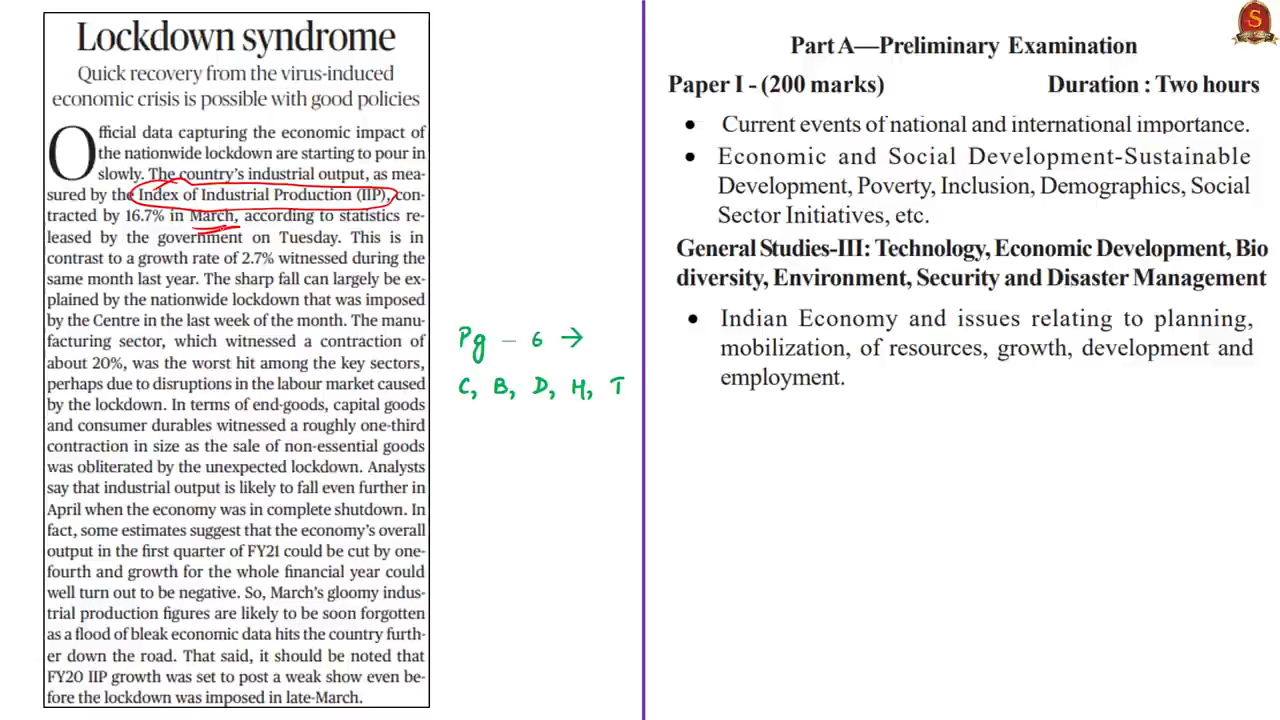 Lockdown syndrome
Quick recovery from the virus-induced
economic crisis is possible with good policies
Official data capturing the economic impact of
the nationwide lockdown are starting to pour in
slowly. The country's industrial output, as mea-
sured by the Index of Industrial Production (IIP), con-
tracted by 16.7% in March, according to statistics re-
leased by the government on Tuesday. This is in
contrast to a growth rate of 2.7% witnessed during the
same month last year. The sharp fall can largely be ex-
plained by the nationwide lockdown that was imposed
by the Centre in the last week of the month. The manu-
facturing sector, which witnessed a contraction of
about 20%, was the worst hit among the key sectors,
perhaps due to disruptions in the labour market caused
by the lockdown. In terms of end-goods, capital goods
and consumer durables witnessed a roughly one-third
contraction in size as the sale of non-essential goods
was obliterated by the unexpected lockdown. Analysts
say that industrial output is likely to fall even further in
April when the economy was in complete shutdown. In
fact, some estimates suggest that the economy's overall
output in the first quarter of FY21 could be cut by one-
fourth and growth for the whole financial year could
well turn out to be negative. So, March's gloomy indus-
trial production figures are likely to be soon forgotten
as a flood of bleak economic data hits the country furth-
er down the road. That said, it should be noted that
FY20 IIP growth was set to post a weak show even be-
fore the lockdown was imposed in late-March.
Pg - 6 →
C, B, D, H, T
S
Part A—Preliminary Examination
Paper I - (200 marks) Duration : Two hours
• Current events of national and international importance.
• Economic and Social Development-Sustainable
Development, Poverty, Inclusion, Demographics, Social
Sector Initiatives, etc.
General Studies-III: Technology, Economic Development, Bio
diversity, Environment, Security and Disaster Management
• Indian Economy and issues relating to planning,
mobilization, of resources, growth, development and
employment.